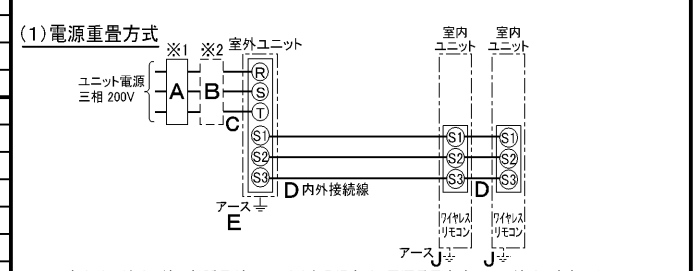 (1)電源重畳方式
※1 ※2 室外ユニット
室内
ユニット
室内
ユニット
ユニット電源
三相 200V
A
B
C
R
S
T
S1
S2
S3
S1
S2
S3
S1
S2
S3
D 内外接続線
D
アース
E
ワイヤレス
リモコン
ワイヤレス
リモコン
アース J
J